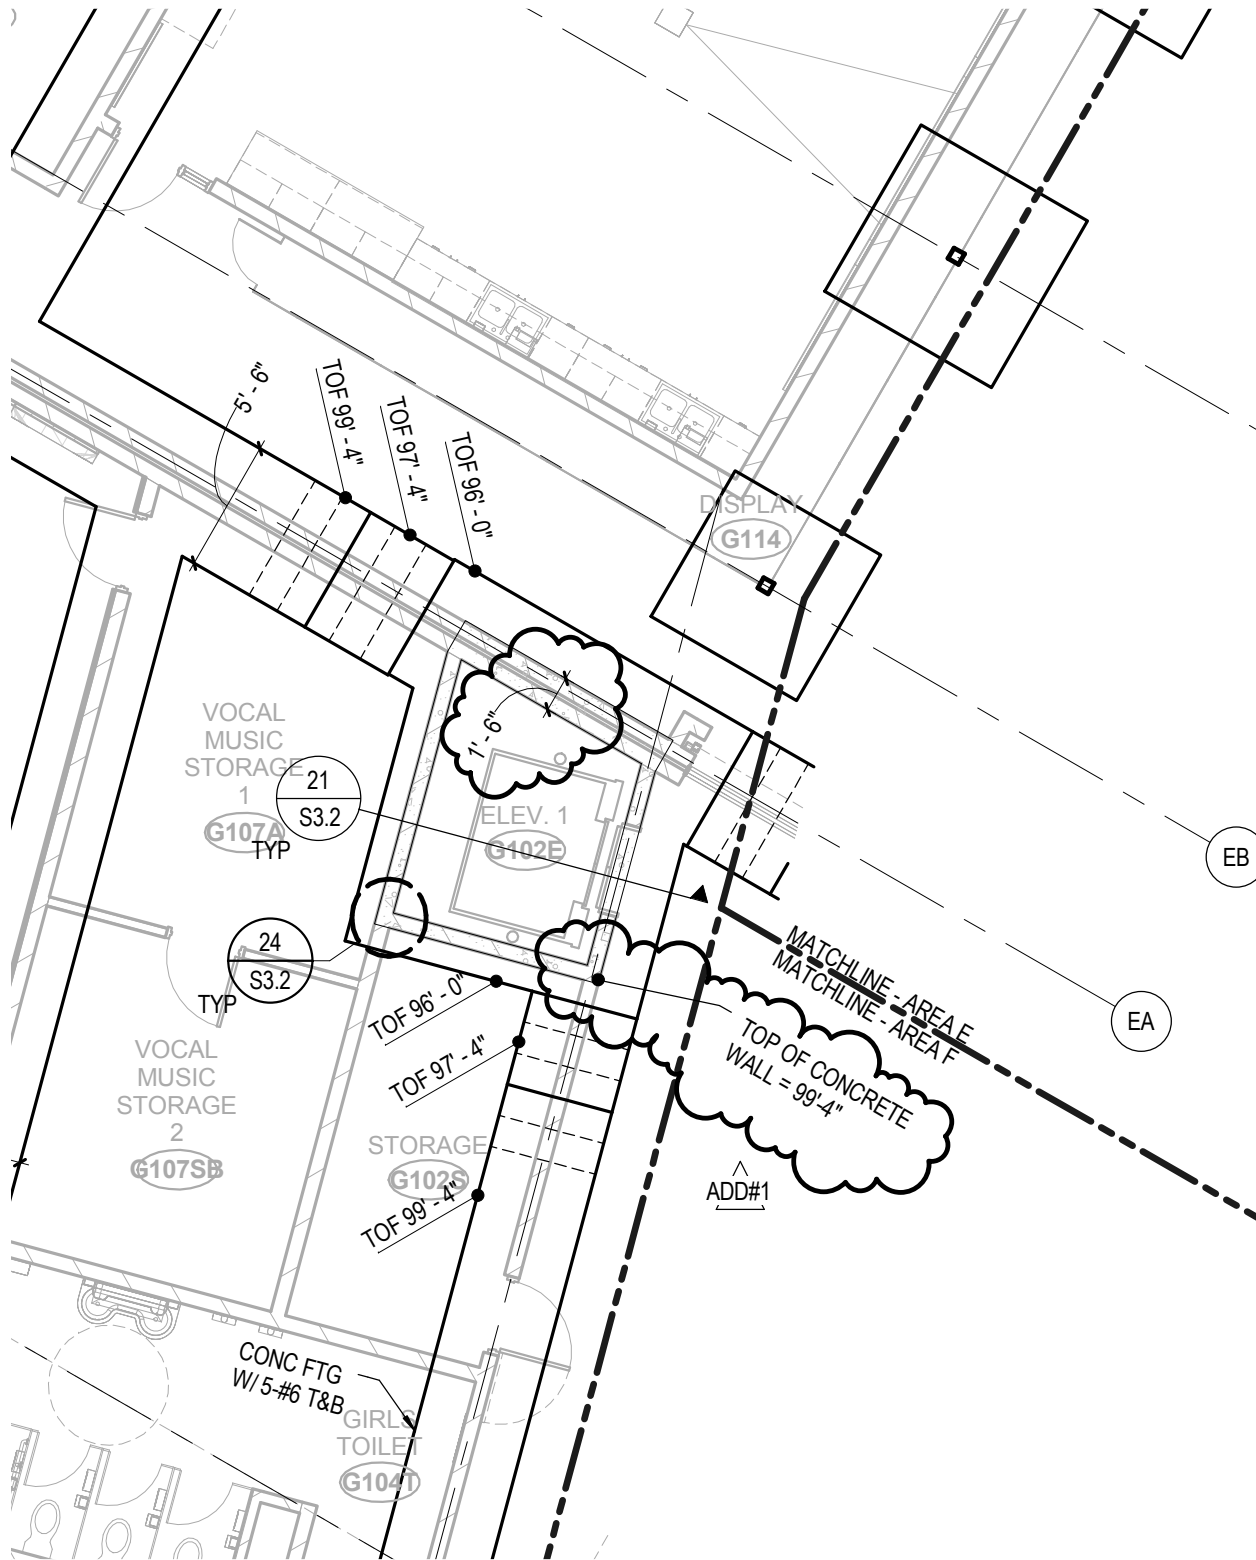 5' - 6"
TOF 99' - 4"
TOF 97' - 4"
TOF 96' - 0"
DISPLAY
G114
VOCAL
MUSIC
STORAGE
1
G107A
TYP
21
S3.2
1' - 6"
ELEV. 1
G102E
EB
24
S3.2
TYP
MATCHLINE - AREA E
MATCHLINE - AREA F
EA
TOF 96' - 0"
TOF 97' - 4"
TOP OF CONCRETE
WALL = 99'-4"
VOCAL
MUSIC
STORAGE
2
G107SB
STORAGE
G102S
TOF 99' - 4"
ADD#1
CONC FTG
W/ 5-#6 T&B
GIRLS
TOILET
G104T